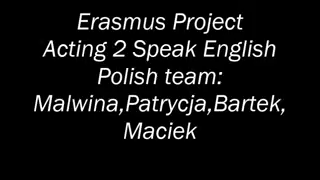 Erasmus Project
Acting 2 Speak English
Polish team:
Malwina,Patrycja,Bartek,
Maciek